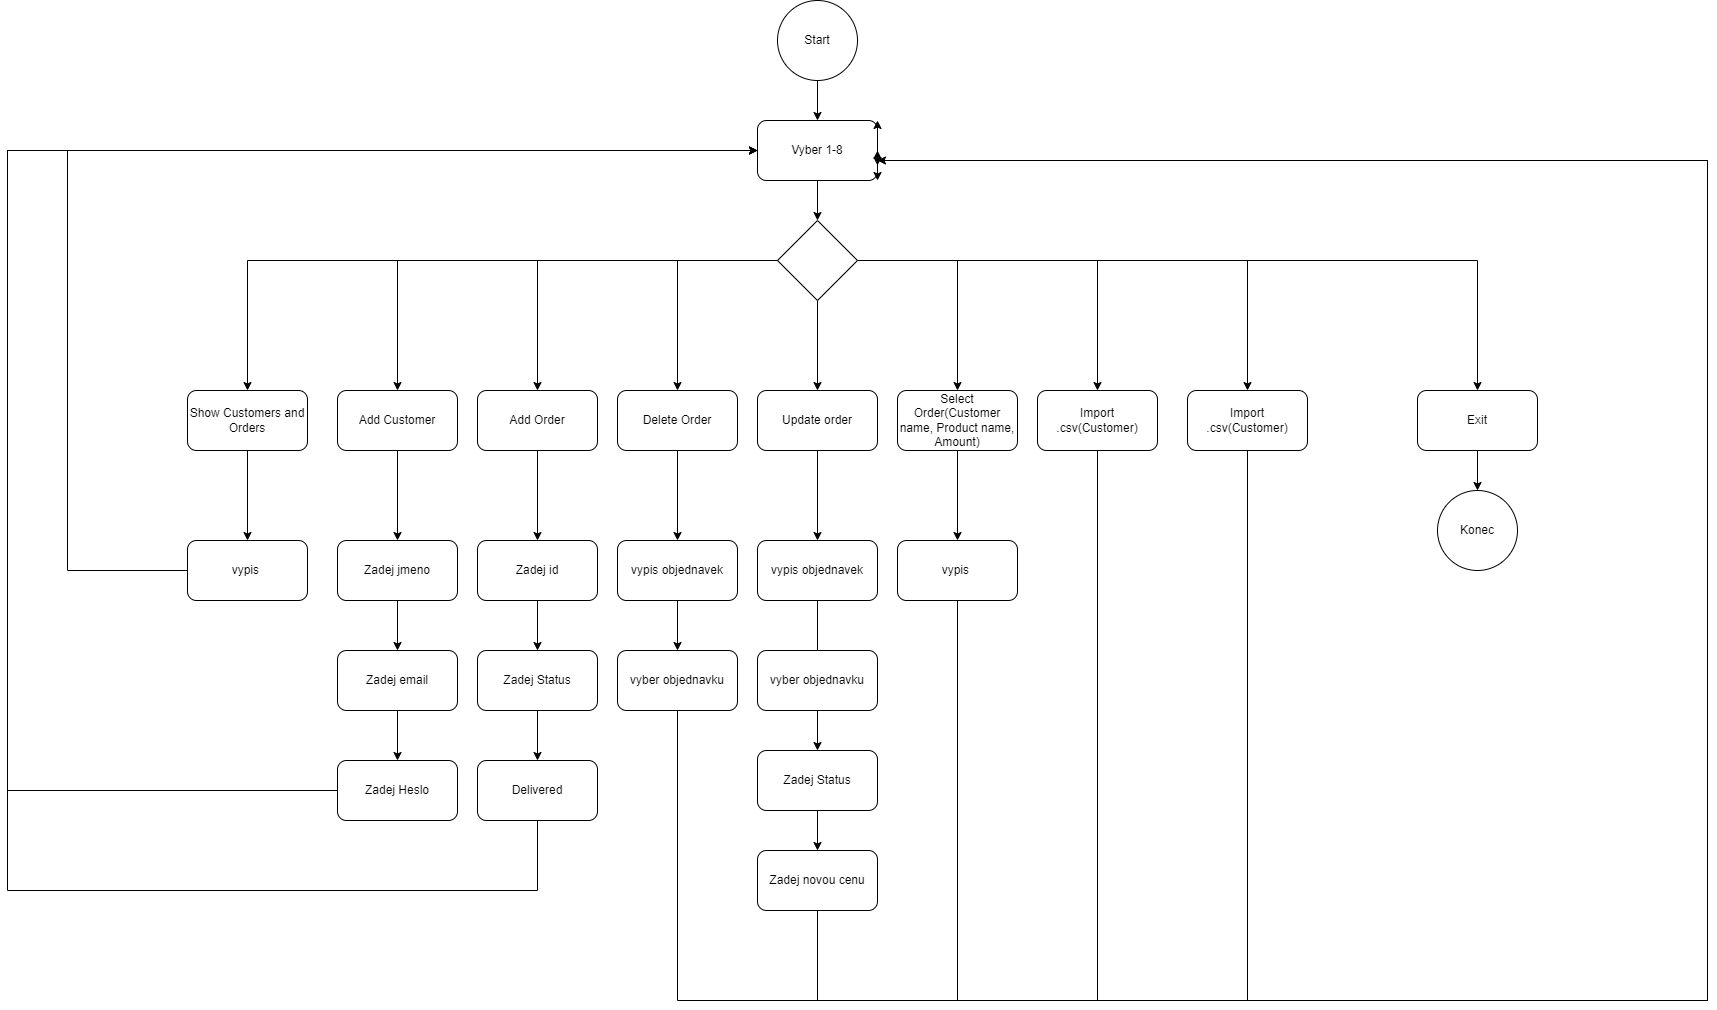 Start
Vyber 1-8
Show Customers and
Orders
Add Customer
Add Order
Delete Order
Update order
Select
Order(Customer
name, Product name,
Amount)
Import
.csv(Customer)
Import
.csv(Customer)
Exit
vypis
Zadej jmeno
Zadej id
vypis objednavek
vypis objednavek
vypis
Konec
Zadej email
Zadej Status
vyber objednavku
vyber objednavku
Zadej Heslo
Delivered
Zadej Status
Zadej novou cenu